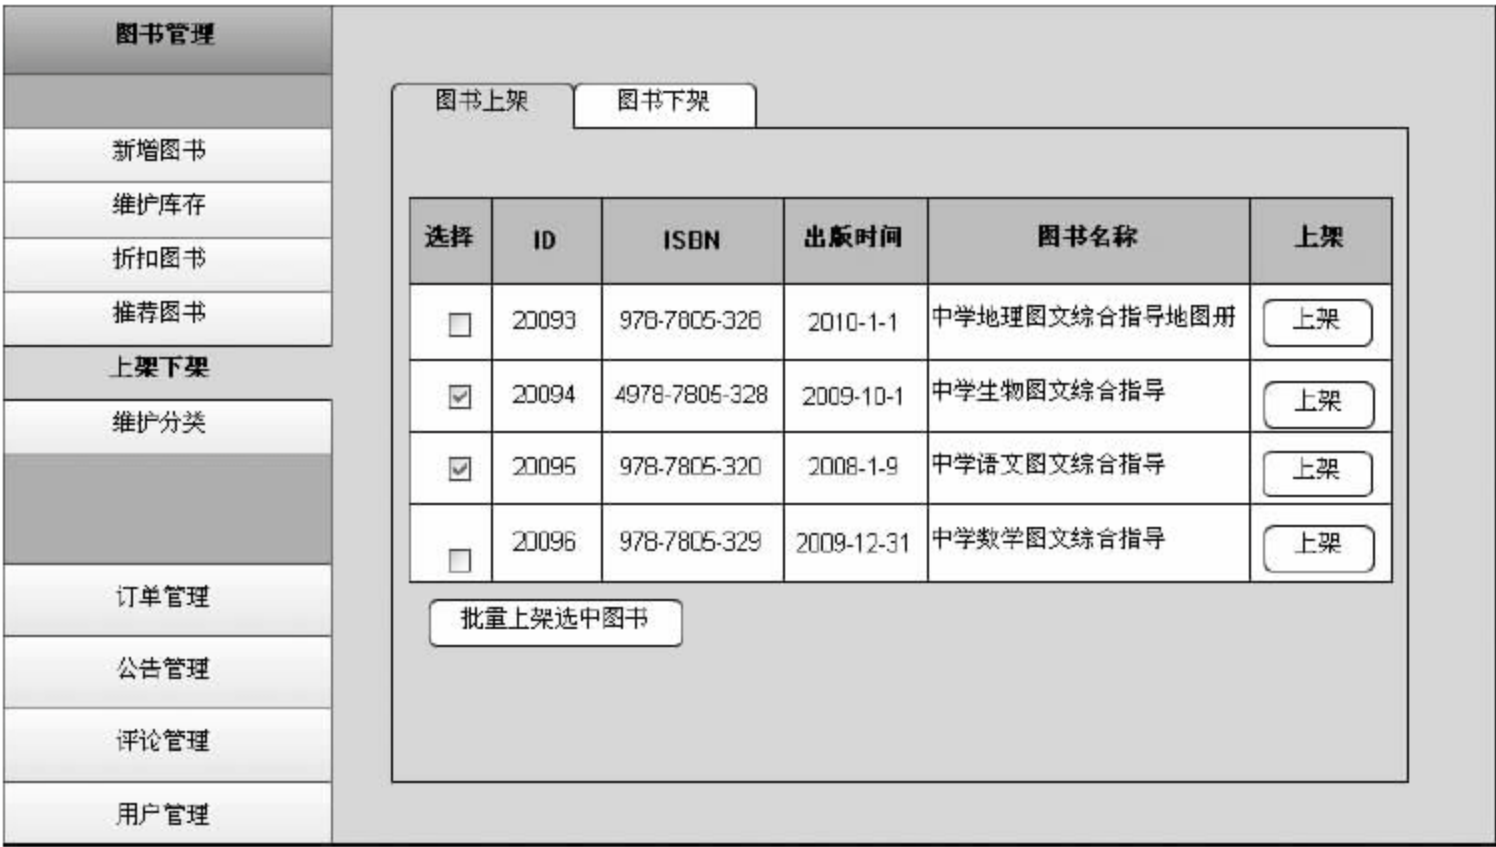 图书管理
新增图书
维护库存
折扣图书
推荐图书
上架下架
维护分类
订单管理
公告管理
评论管理
用户管理
图书上架 图书下架
选择 ID ISBN 出版时间 图书名称 上架
20093 978-7805-328 2010-1-1 中学地理图文综合指导地图册 上架
20094 4978-7805-328 2009-10-1 中学生物图文综合指导 上架
20095 978-7805-320 2008-1-9 中学语文图文综合指导 上架
20096 978-7805-329 2009-12-31 中学数学图文综合指导 上架
批量上架选中图书